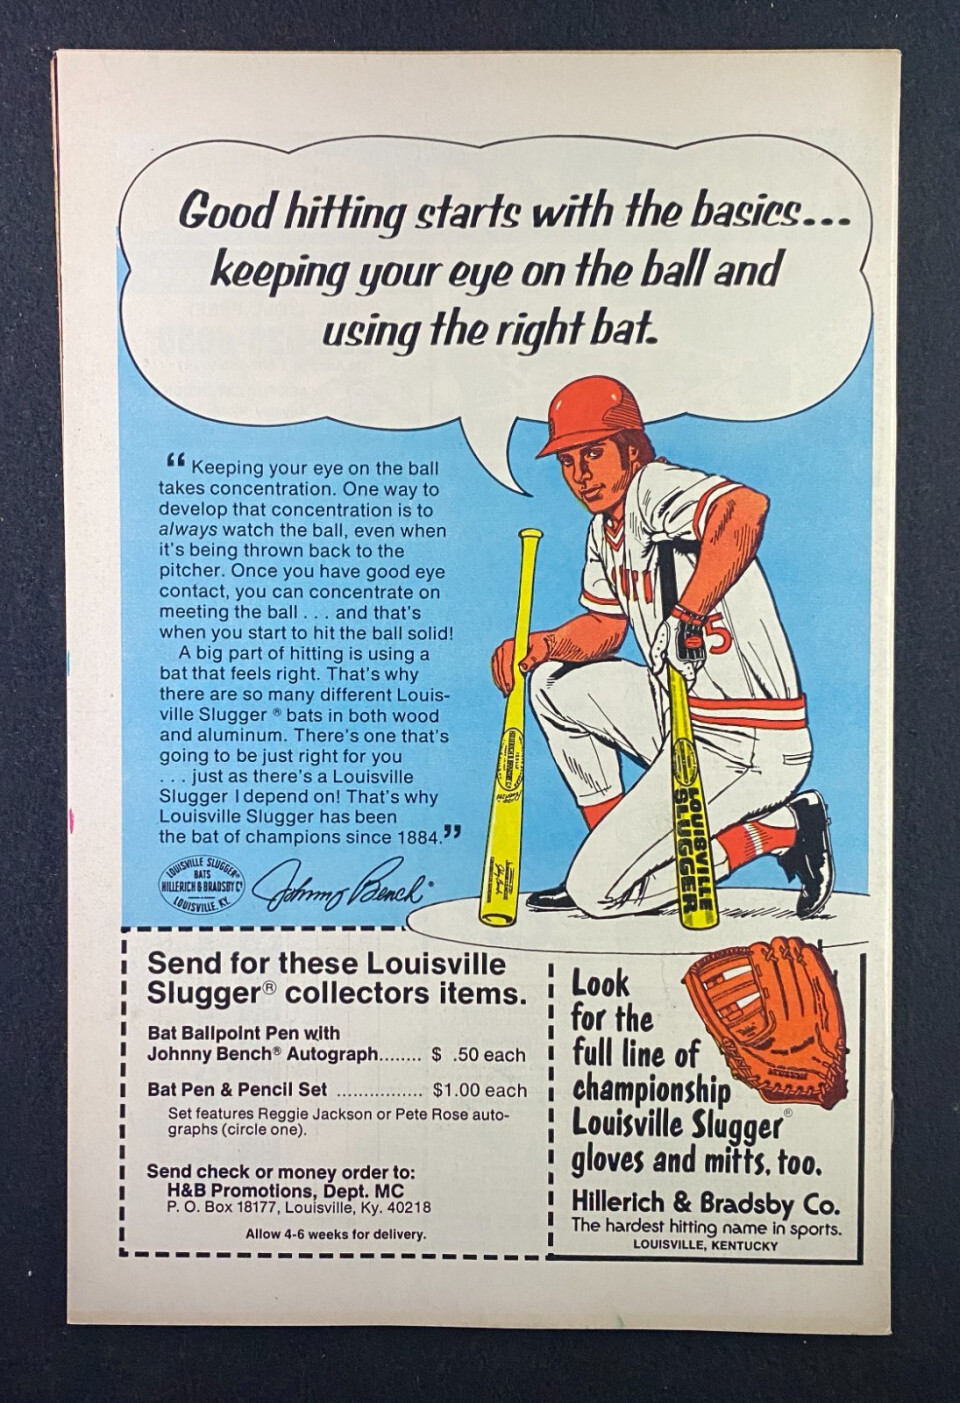 Good hitting starts with the basics...
keeping your eye on the ball and
using the right bat.
“Keeping your eye on the ball
takes concentration. One way to
develop that concentration is to
always watch the ball, even when
it's being thrown back to the
pitcher. Once you have good eye
contact, you can concentrate on
meeting the ball . . . and that's
when you start to hit the ball solid!
A big part of hitting is using a
bat that feels right. That's why
there are so many different Louis-
ville Slugger ® bats in both wood
and aluminum. There's one that's
going to be just right for you
. . . just as there's a Louisville
Slugger I depend on! That's why
Louisville Slugger has been
the bat of champions since 1884.”
LOUISVILLE SLUGGER®
BATS
HILLERICH & BRADSBY Co
LOUISVILLE, KY.
Johnny Bench®
5
LOUISVILLE
SLUGGER
Send for these Louisville
Slugger® collectors items.
Bat Ballpoint Pen with
Johnny Bench® Autograph........ $ .50 each
Bat Pen & Pencil Set ................ $1.00 each
Set features Reggie Jackson or Pete Rose auto-
graphs (circle one).
Send check or money order to:
H&B Promotions, Dept. MC
P. O. Box 18177, Louisville, Ky. 40218
Allow 4-6 weeks for delivery.
Look
for the
full line of
championship
Louisville Slugger®
gloves and mitts, too.
Hillerich & Bradsby Co.
The hardest hitting name in sports.
LOUISVILLE, KENTUCKY